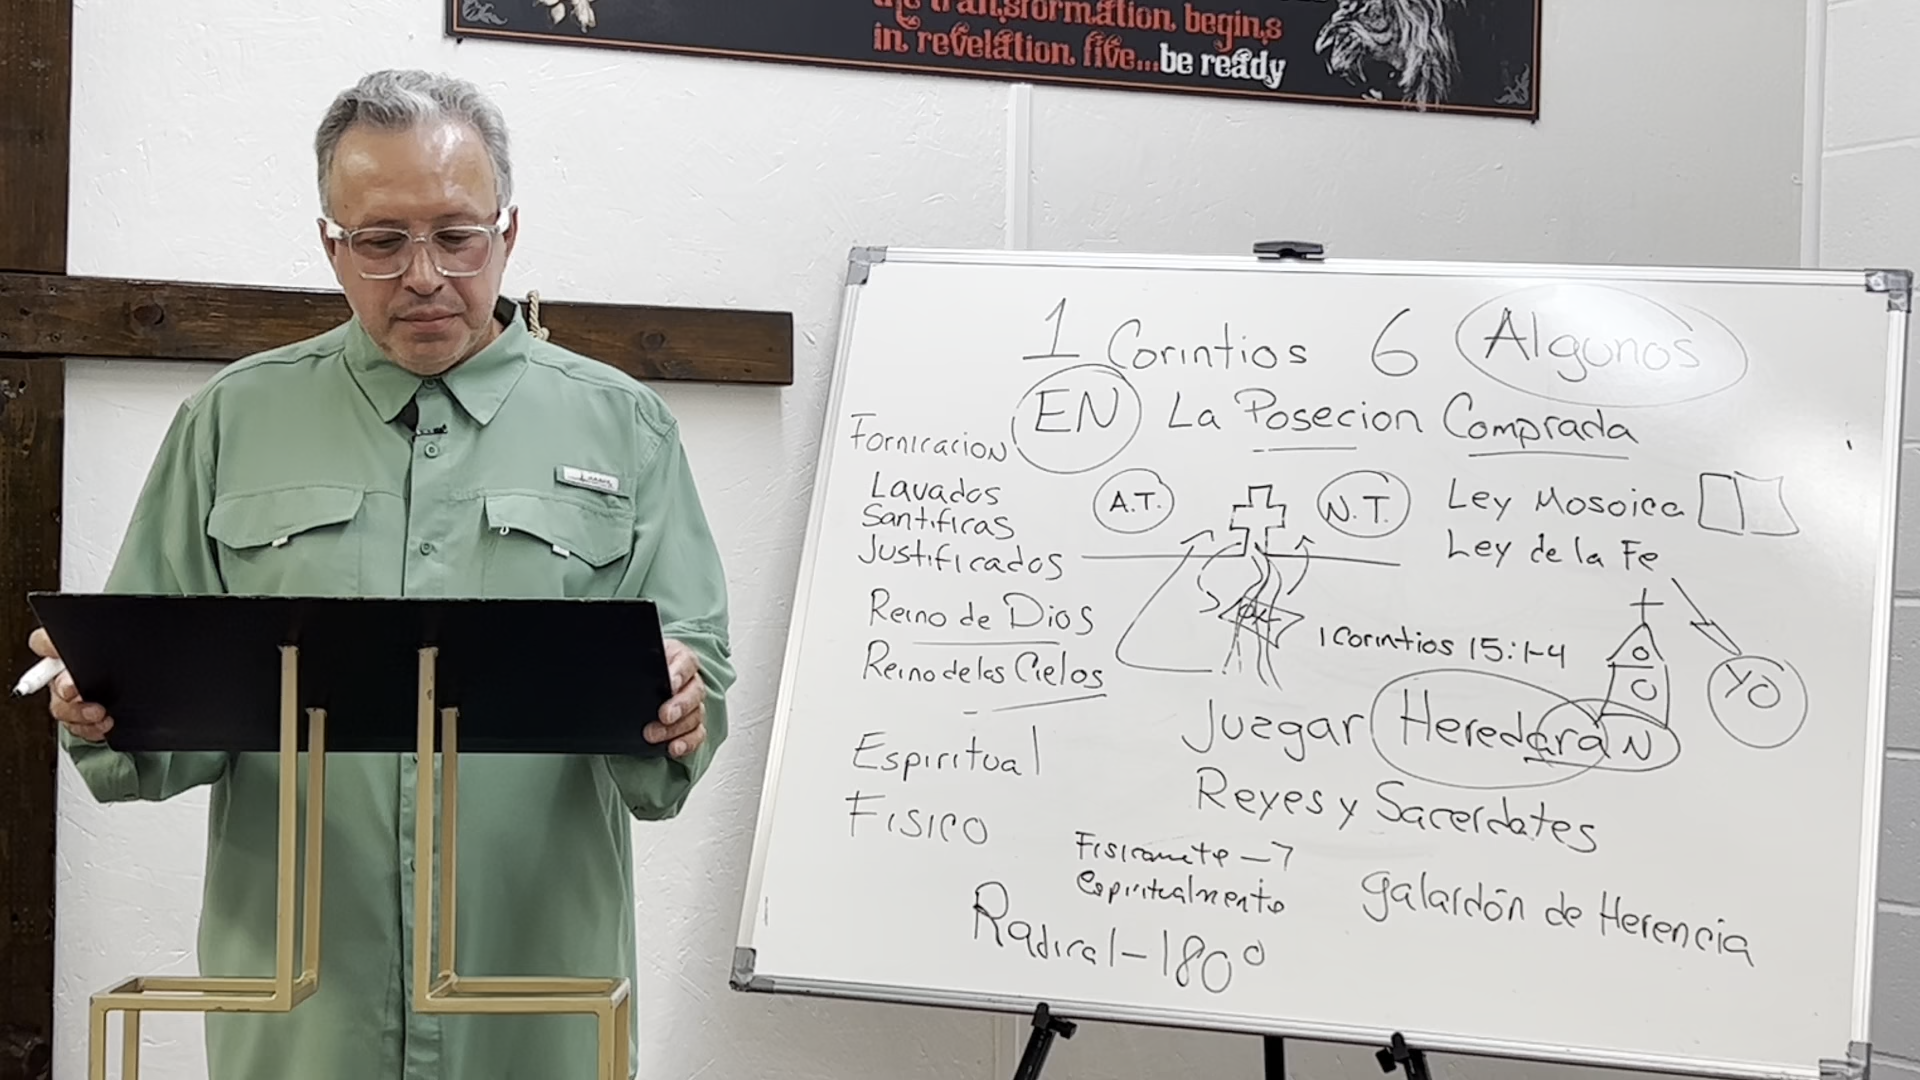 the transformation begins
in revelation five...be ready
1 Corintios 6 Algunos
EN La Posecion Comprada
Fornicacion
Lavados
Santificas
Justificados
A.T.
N.T.
Ley Mosoica
Ley de la Fe
Reino de Dios
Reino de los Cielos
1 Corintios 15:1-4
YO
Juzgar Heredaran
Reyes y Sacerdotes
Espiritual
Fisico
Fisicamete - 7
espiritualmente
galardón de Herencia
Radical - 180°